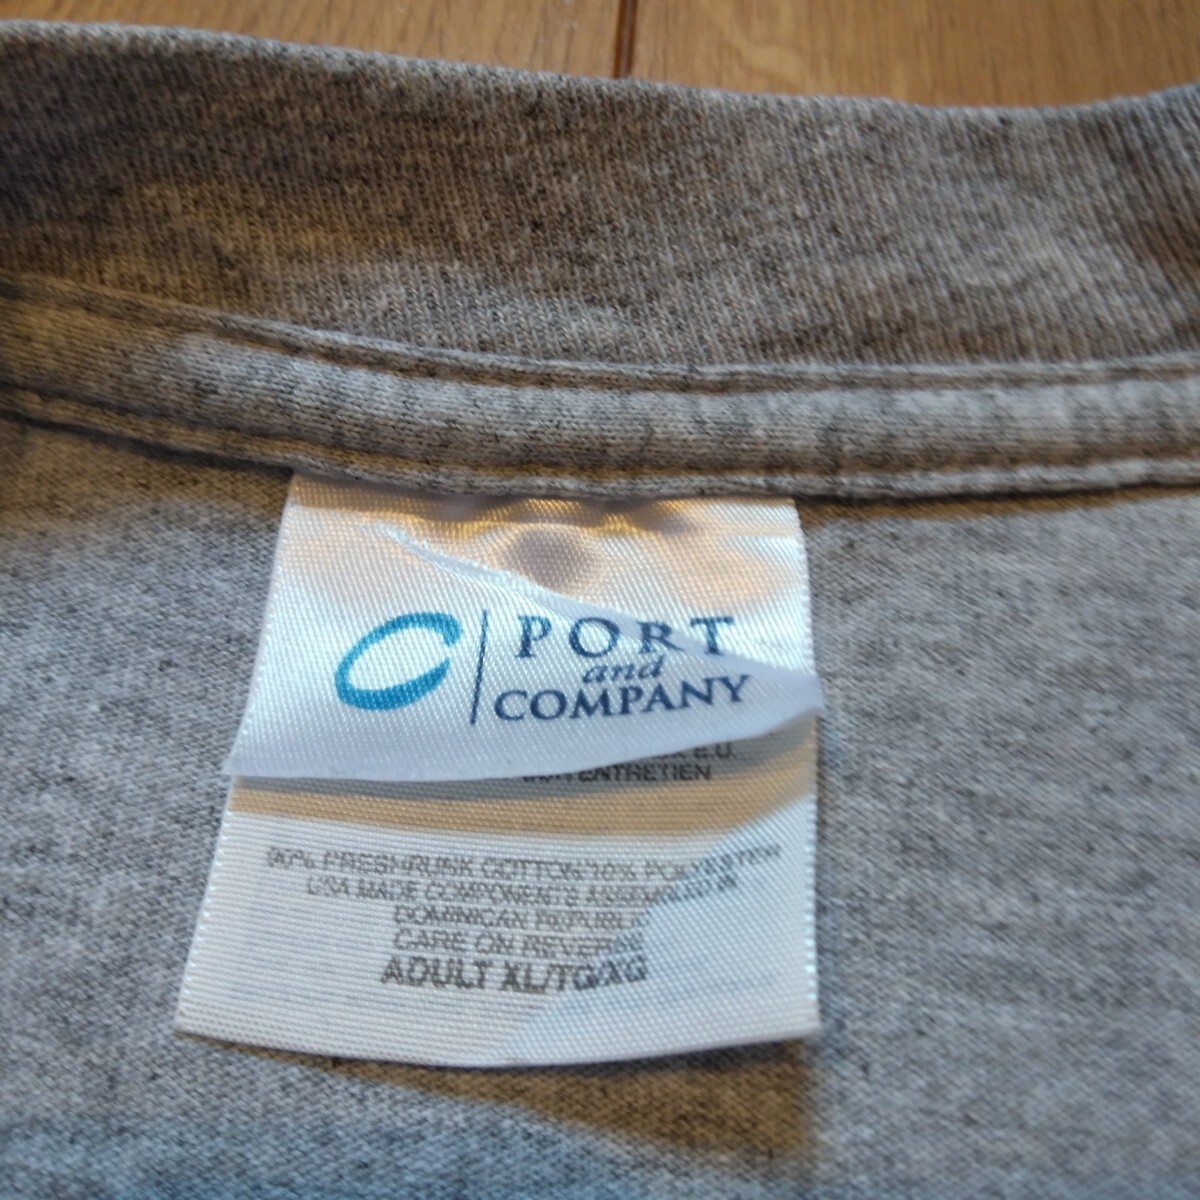 PORT
and
COMPANY
E.U.
ENTRETIEN
90% PRESHRUNK COTTON 10% POLYESTER
USA MADE COMPONENTS ASSEMBLED IN
DOMINICAN REPUBLIC
CARE ON REVERSE
ADULT XL/TG/XG